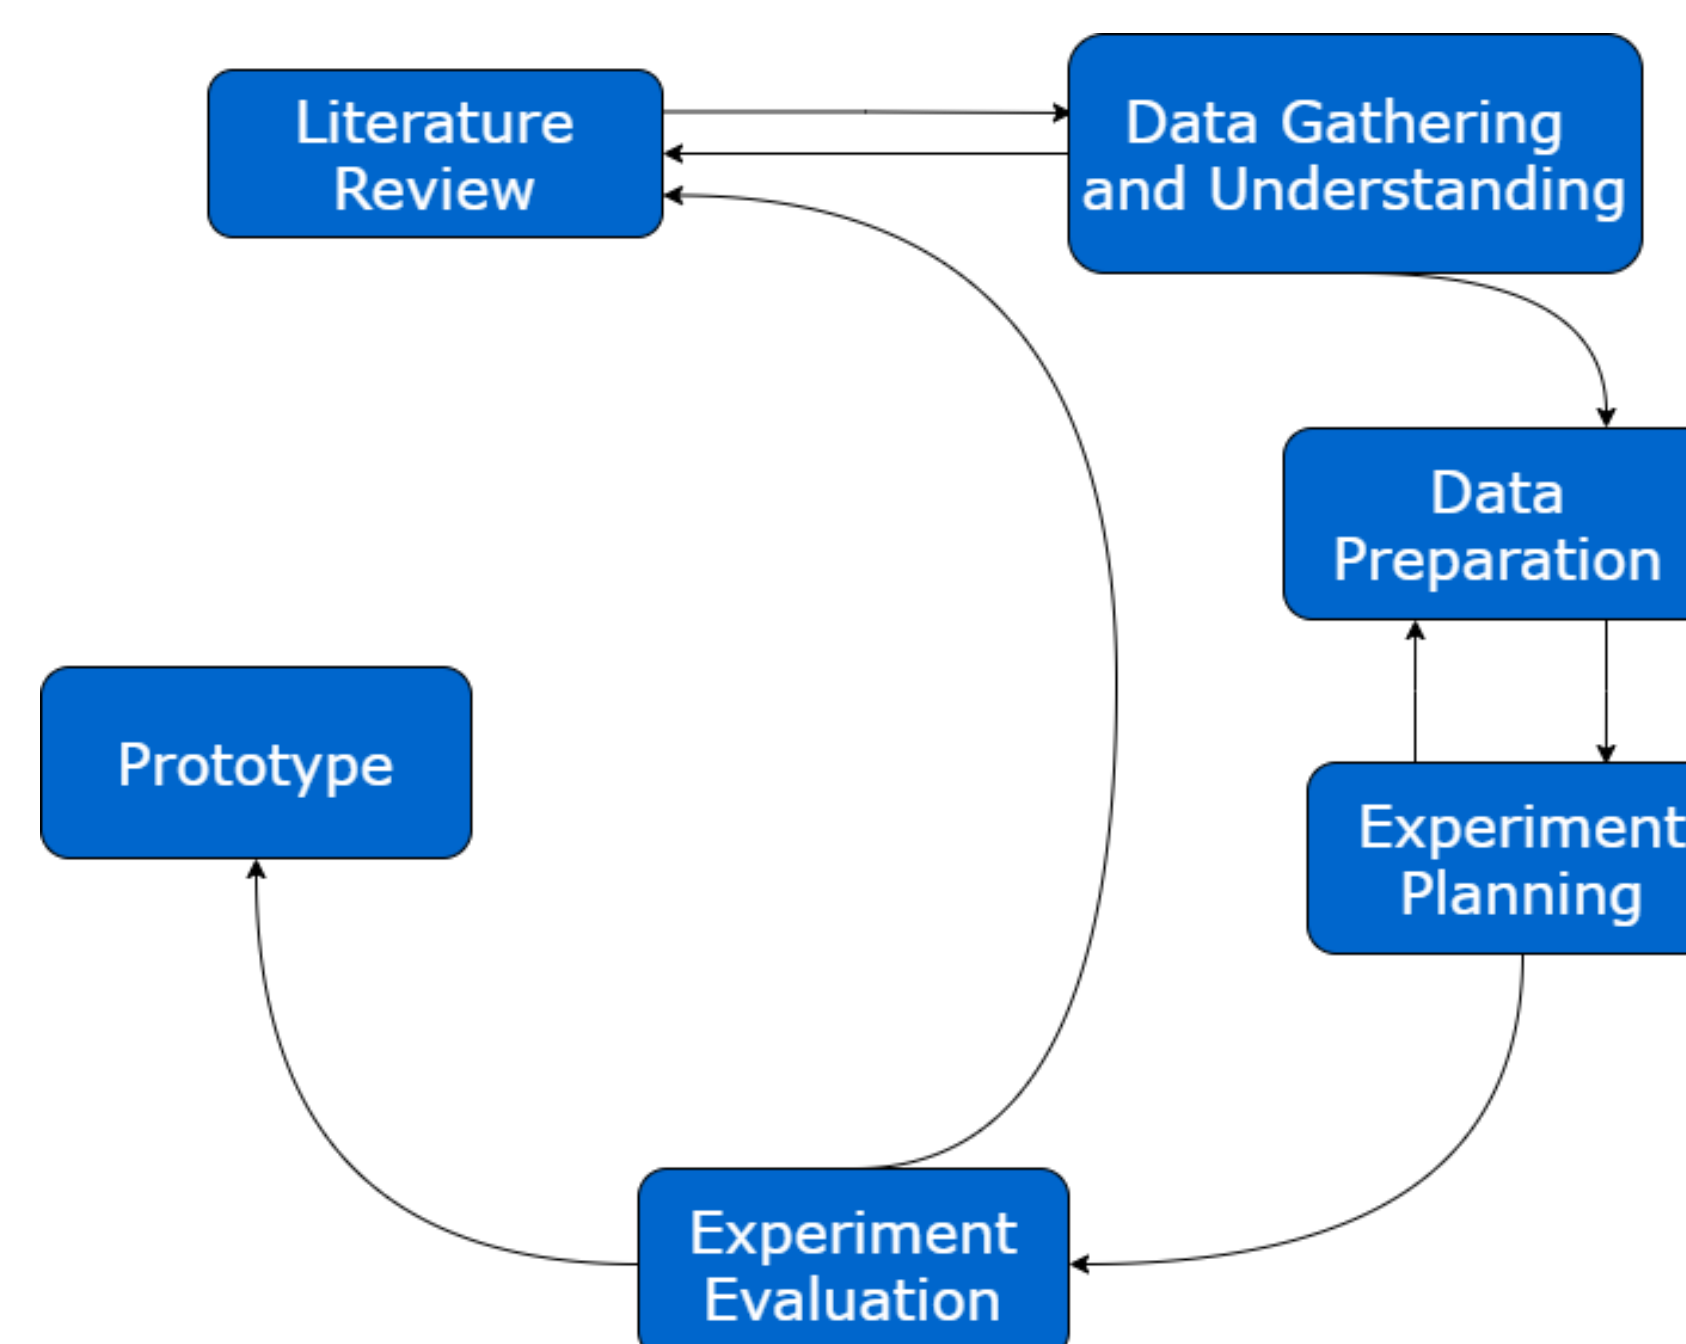 Literature
Review
Data Gathering
and Understanding
Data
Preparation
Prototype
Experiment
Planning
Experiment
Evaluation